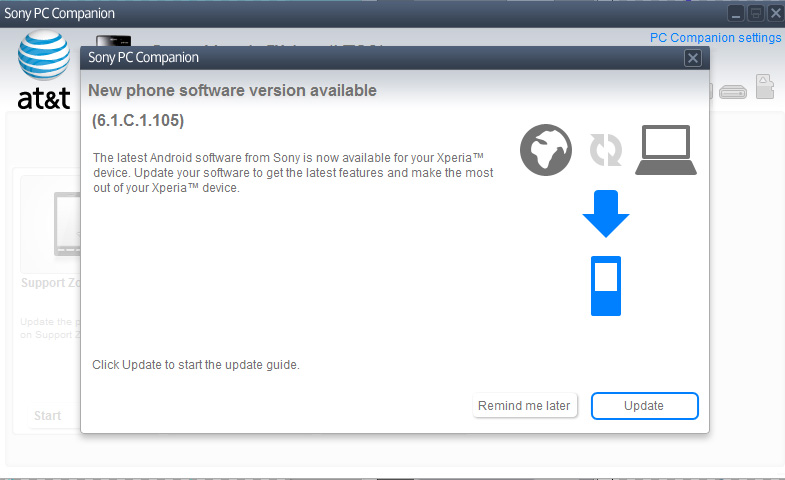 Sony PC Companion
PC Companion settings
at&t
Sony PC Companion
New phone software version available
(6.1.C.1.105)
The latest Android software from Sony is now available for your Xperia™
device. Update your software to get the latest features and make the most
out of your Xperia™ device.
Support Zo
Update the p
on Support Z
Click Update to start the update guide.
Start
Remind me later
Update